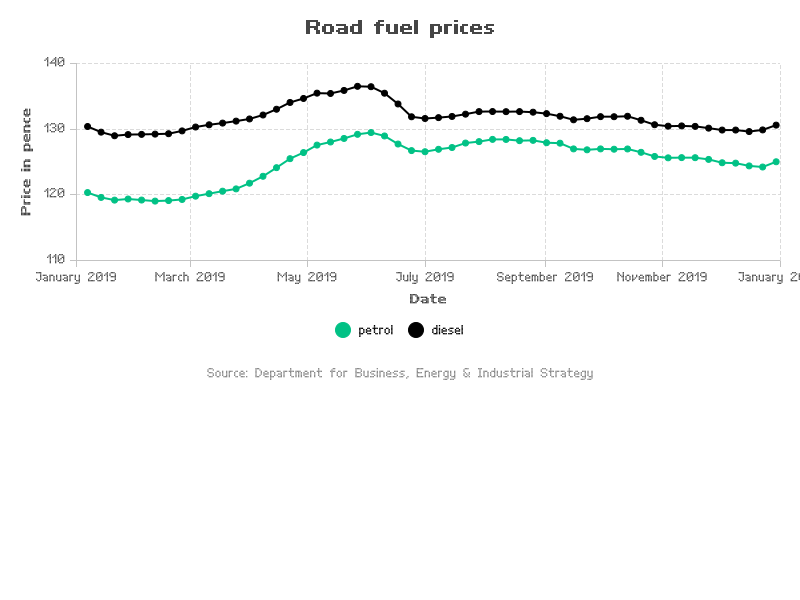 Road fuel prices
Price in pence
140
130
120
110
January 2019 March 2019 May 2019 July 2019 September 2019 November 2019 January 2
Date
petrol diesel
Source: Department for Business, Energy & Industrial Strategy